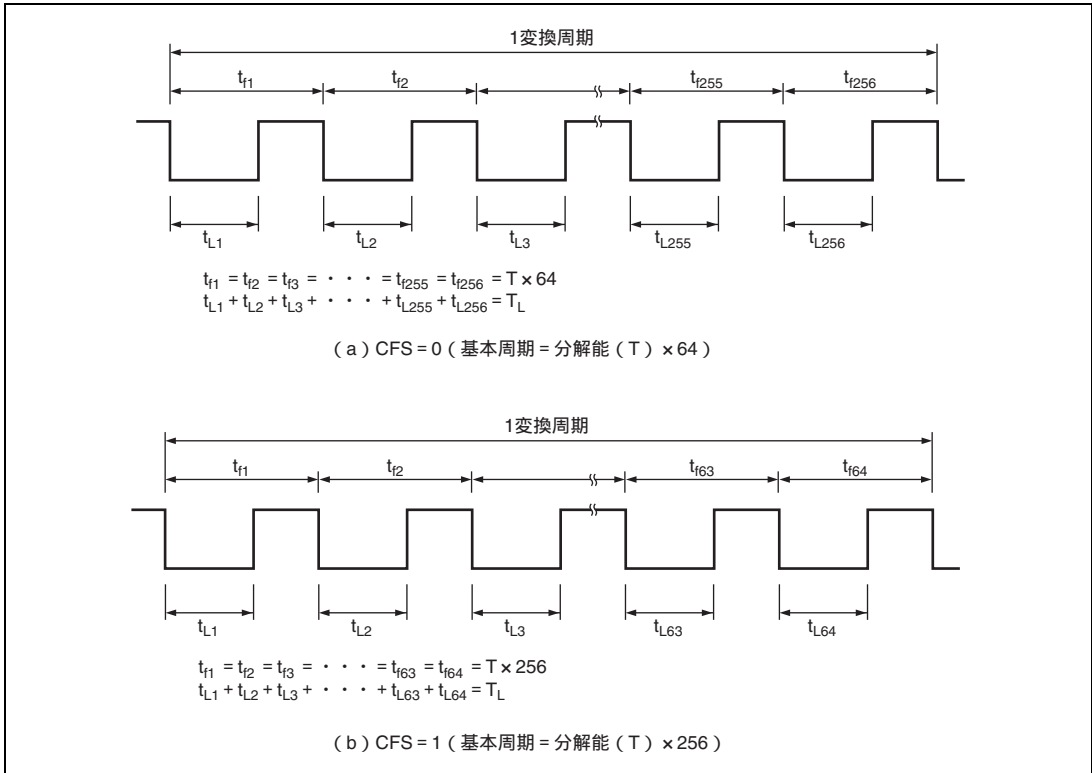 1変換周期
tf1 tf2 tf255 tf256
tL1 tL2 tL3 tL255 tL256
tf1 = tf2 = tf3 = ・・・ = tf255 = tf256 = T×64
tL1 + tL2 + tL3 + ・・・ + tL255 + tL256 = TL
（a）CFS = 0（基本周期 = 分解能（T）×64）
1変換周期
tf1 tf2 tf63 tf64
tL1 tL2 tL3 tL63 tL64
tf1 = tf2 = tf3 = ・・・ = tf63 = tf64 = T×256
tL1 + tL2 + tL3 + ・・・ + tL63 + tL64 = TL
（b）CFS = 1（基本周期 = 分解能（T）×256）